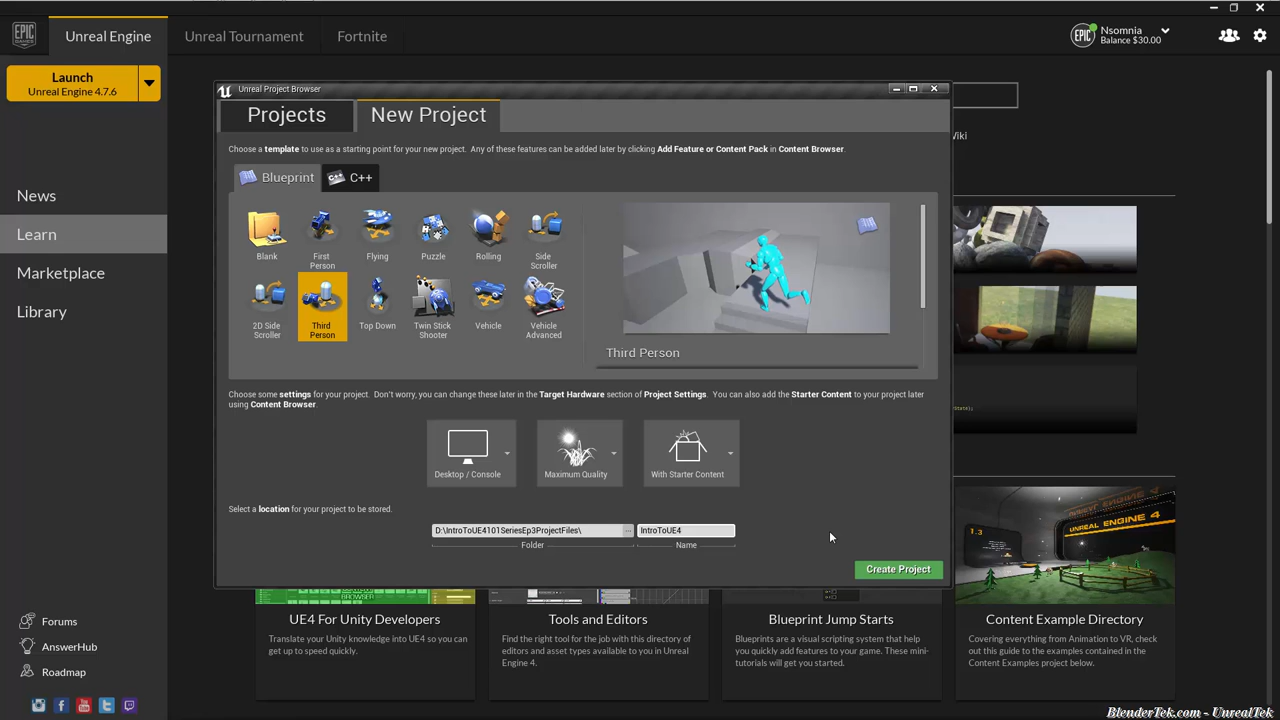 EPIC GAMES
Unreal Engine
Unreal Tournament
Fortnite
EPIC
Nsomnia
Balance $30.00
Launch
Unreal Engine 4.7.6
News
Learn
Marketplace
Library
Forums
AnswerHub
Roadmap
Unreal Project Browser
Projects
New Project
Choose a template to use as a starting point for your new project. Any of these features can be added later by clicking Add Feature or Content Pack in Content Browser.
Blueprint
C++
C++
Blank
First
Person
Flying
Puzzle
Rolling
Side
Scroller
2D Side
Scroller
Third
Person
Top Down
Twin Stick
Shooter
Vehicle
Vehicle
Advanced
Third Person
Choose some settings for your project. Don't worry, you can change these later in the Target Hardware section of Project Settings. You can also add the Starter Content to your project later
using Content Browser.
Desktop / Console
Maximum Quality
With Starter Content
Select a location for your project to be stored.
D:\IntroToUE4101SeriesEp3ProjectFiles\
...
IntroToUE4
Folder
Name
Create Project
Wiki
State);
1.3
UNREAL ENGINE 4
BROWSER
UE4 For Unity Developers
Translate your Unity knowledge into UE4 so you can
get up to speed quickly.
Tools and Editors
Find the right tool for the job with this directory of
editors and asset types available to you in Unreal
Engine 4.
Blueprint Jump Starts
Blueprints are a visual scripting system that help
you quickly add features to your game. These mini-
tutorials will get you started.
Content Example Directory
Covering everything from Animation to VR, check
out this guide to the examples contained in the
Content Examples project below.
BlenderTek.com - UnrealTek